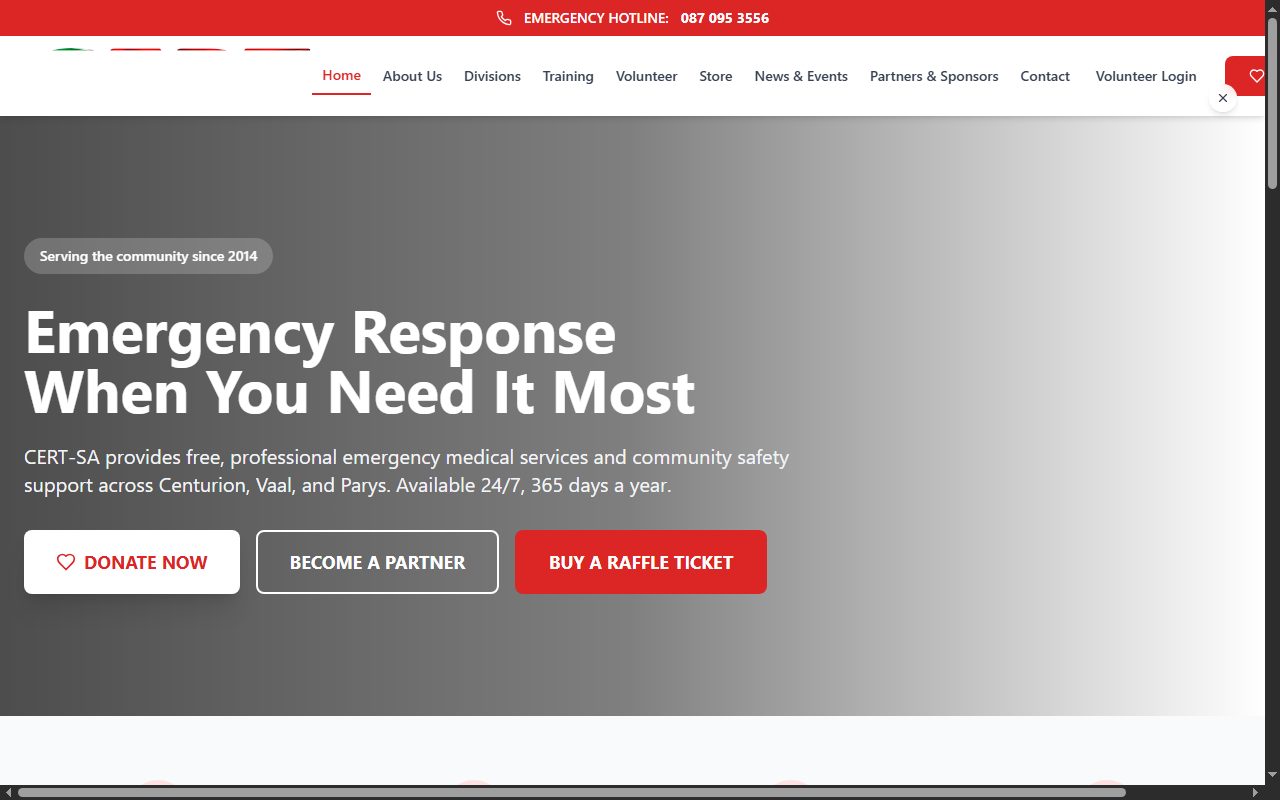 EMERGENCY HOTLINE: 087 095 3556
Home About Us Divisions Training Volunteer Store News & Events Partners & Sponsors Contact Volunteer Login
Serving the community since 2014
Emergency Response
When You Need It Most
CERT-SA provides free, professional emergency medical services and community safety
support across Centurion, Vaal, and Parys. Available 24/7, 365 days a year.
DONATE NOW BECOME A PARTNER BUY A RAFFLE TICKET